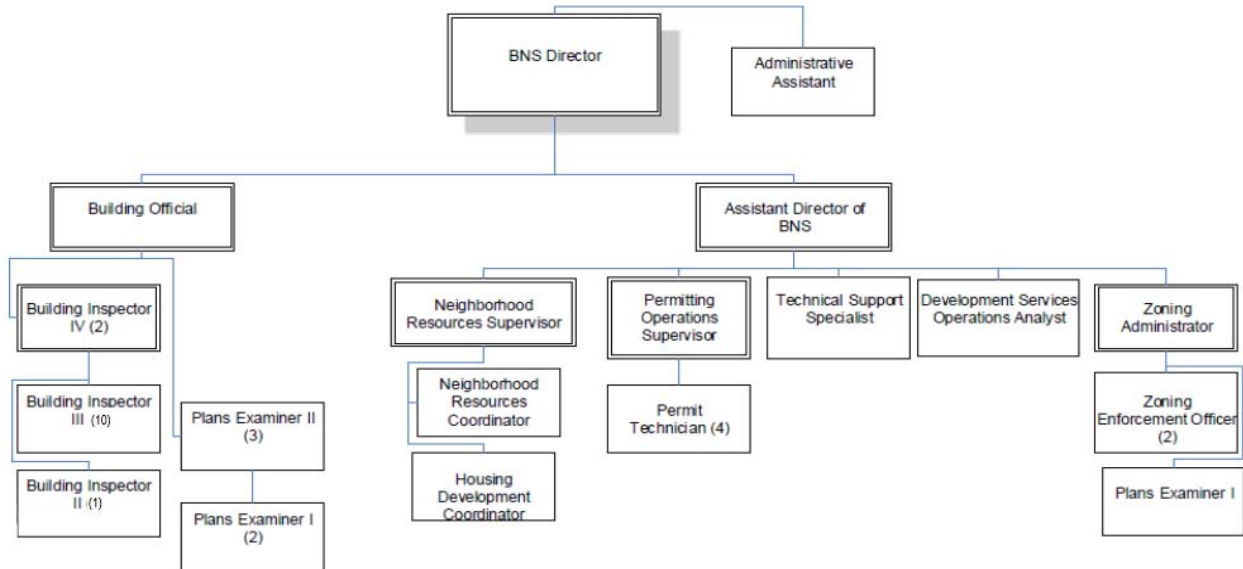 BNS Director
Administrative
Assistant
Building Official
Assistant Director of
BNS
Building Inspector
IV (2)
Neighborhood
Resources Supervisor
Permitting
Operations
Supervisor
Technical Support
Specialist
Development Services
Operations Analyst
Zoning
Administrator
Building Inspector
III (10)
Plans Examiner II
(3)
Neighborhood
Resources
Coordinator
Permit
Technician (4)
Zoning
Enforcement Officer
(2)
Building Inspector
II (1)
Plans Examiner I
(2)
Housing
Development
Coordinator
Plans Examiner I